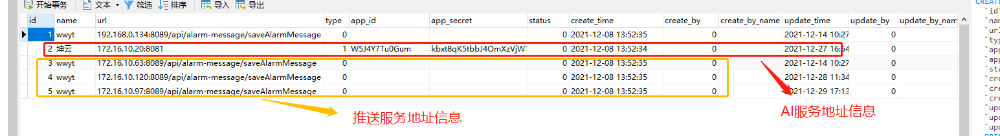 开始事务 文本 筛选 排序 导入 导出
id name url type app_id app_secret status create_time create_by create_by_name update_time update_by update_by_nam
1 wwyt 192.168.0.134:8089/api/alarm-message/saveAlarmMessage 0 0 2021-12-08 13:52:35 0 2021-12-14 10:27 0
2 坤云 172.16.10.20:8081 1 W5J4Y7Tu0Gum kbxt8qK5tbbJ4OmXzVjW 0 2021-12-08 13:52:34 0 2021-12-27 16:54 0
3 wwyt 172.16.10.63:8089/api/alarm-message/saveAlarmMessage 0 0 2021-12-08 13:52:35 0 2021-12-14 10:27 0
4 wwyt 172.16.10.120:8089/api/alarm-message/saveAlarmMessage 0 0 2021-12-08 13:52:35 0 2021-12-28 11:34 0
5 wwyt 172.16.10.97:8089/api/alarm-message/saveAlarmMessage 0 0 2021-12-08 13:52:35 0 2021-12-29 17:13 0
推送服务地址信息
AI服务地址信息
CREATE
`id`
`nam
`url
`typ
`app
`app
`sta
`cre
`cre
`cre
`upd
`upd
`upd